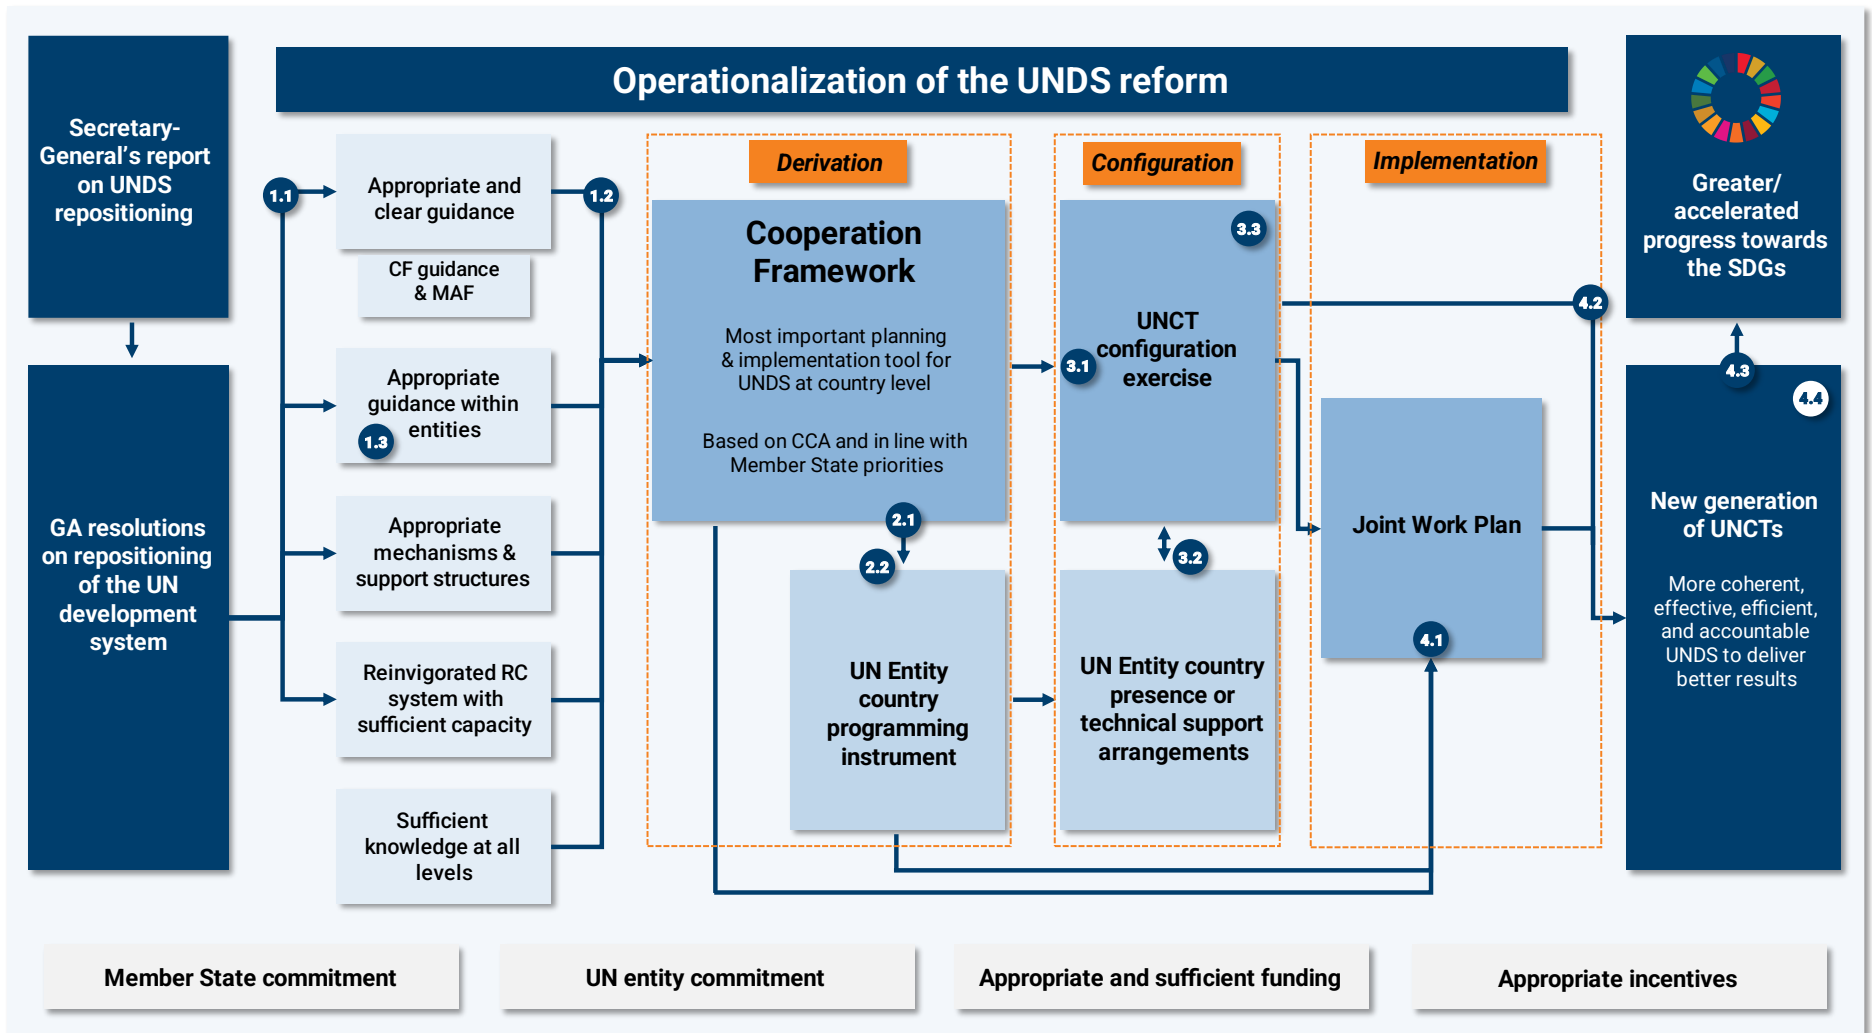 Operationalization of the UNDS reform
Secretary-
General’s report
on UNDS
repositioning
GA resolutions
on repositioning
of the UN
development
system
1.1
Appropriate and
clear guidance
1.2
CF guidance
& MAF
Appropriate
guidance within
entities
1.3
Appropriate
mechanisms &
support structures
Reinvigorated RC
system with
sufficient capacity
Sufficient
knowledge at all
levels
Derivation
Cooperation
Framework
Most important planning
& implementation tool for
UNDS at country level
Based on CCA and in line with
Member State priorities
2.1
2.2
UN Entity
country
programming
instrument
Configuration
3.3
UNCT
configuration
exercise
3.1
3.2
UN Entity country
presence or
technical support
arrangements
Implementation
4.2
Joint Work Plan
4.1
Greater/
accelerated
progress towards
the SDGs
4.3
4.4
New generation
of UNCTs
More coherent,
effective, efficient,
and accountable
UNDS to deliver
better results
Member State commitment
UN entity commitment
Appropriate and sufficient funding
Appropriate incentives